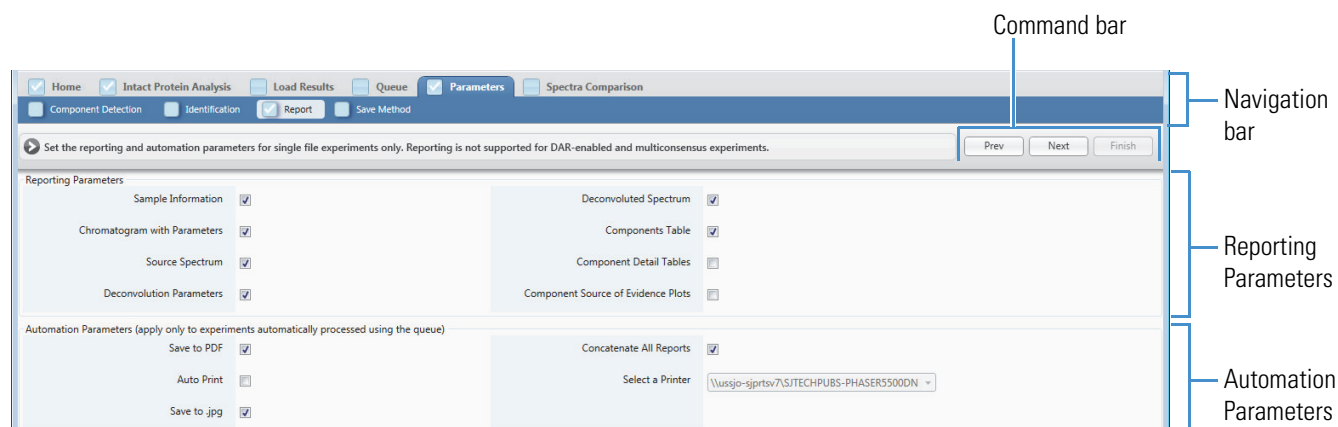 Command bar
Home Intact Protein Analysis Load Results Queue Parameters Spectra Comparison
Component Detection Identification Report Save Method
Navigation
bar
Set the reporting and automation parameters for single file experiments only. Reporting is not supported for DAR-enabled and multiconsensus experiments.
Prev Next Finish
Reporting Parameters
Sample Information Deconvoluted Spectrum
Chromatogram with Parameters Components Table
Source Spectrum Component Detail Tables
Deconvolution Parameters Component Source of Evidence Plots
Reporting
Parameters
Automation Parameters (apply only to experiments automatically processed using the queue)
Save to PDF Concatenate All Reports
Auto Print Select a Printer \\ussjo-sjprtsv7\SJTECHPUBS-PHASER5500DN
Save to .jpg
Automation
Parameters